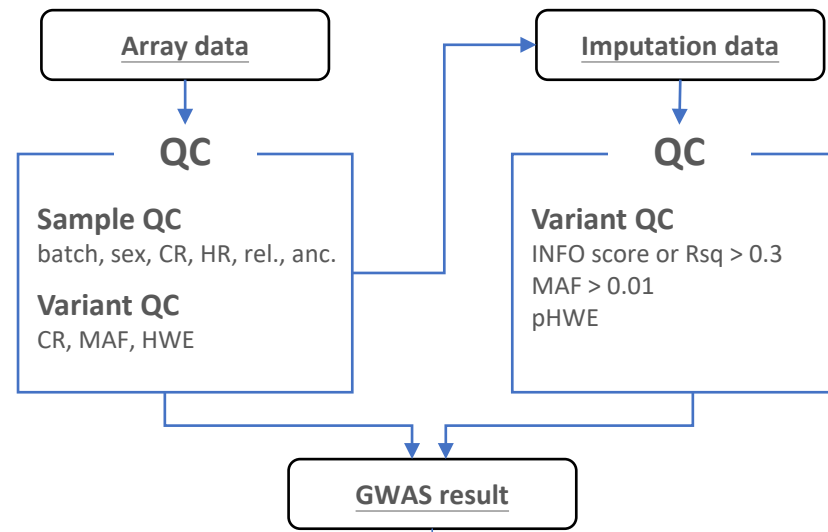 Array data
Imputation data
QC
Sample QC
batch, sex, CR, HR, rel., anc.
Variant QC
CR, MAF, HWE
QC
Variant QC
INFO score or Rsq > 0.3
MAF > 0.01
pHWE
GWAS result